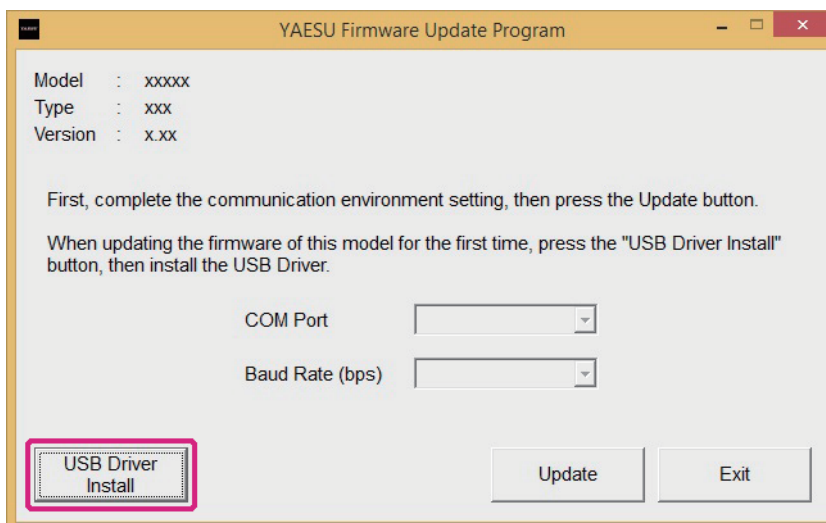 YAESU Firmware Update Program
Model : xxxxx
Type : xxx
Version : x.xx
First, complete the communication environment setting, then press the Update button.
When updating the firmware of this model for the first time, press the "USB Driver Install"
button, then install the USB Driver.
COM Port
Baud Rate (bps)
USB Driver
Install
Update
Exit